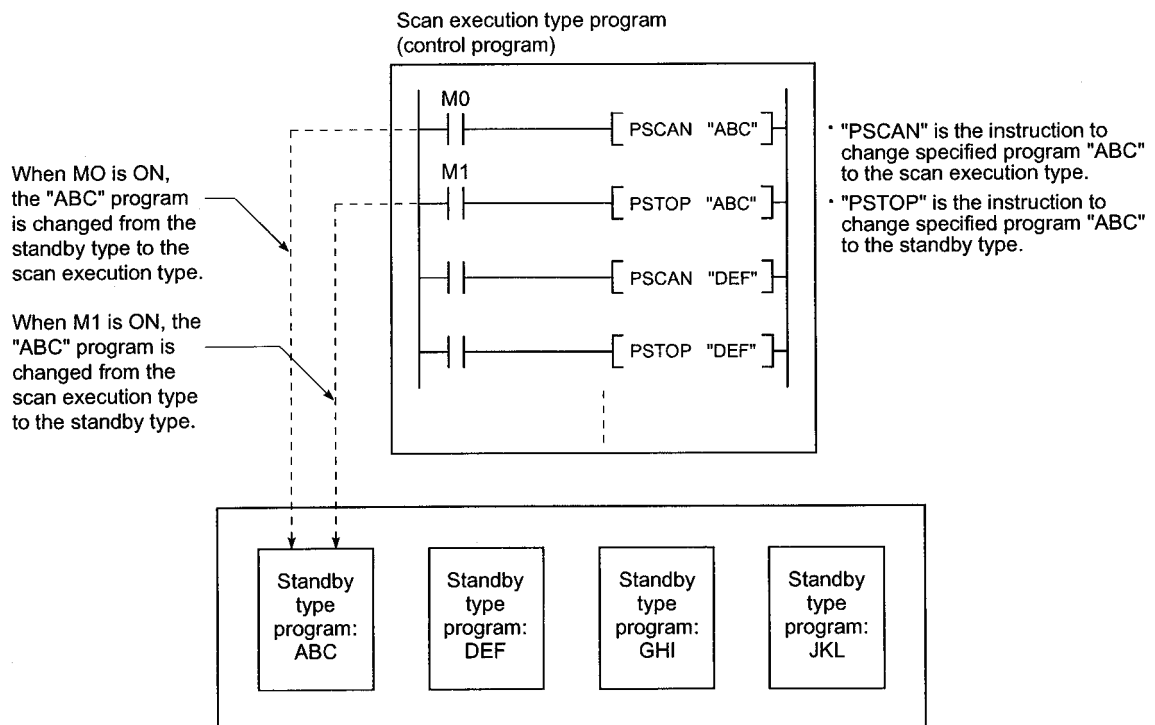 Scan execution type program
(control program)
M0
PSCAN "ABC"
M1
PSTOP "ABC"
PSCAN "DEF"
PSTOP "DEF"
· "PSCAN" is the instruction to
change specified program "ABC"
to the scan execution type.
· "PSTOP" is the instruction to
change specified program "ABC"
to the standby type.
When MO is ON,
the "ABC" program
is changed from the
standby type to the
scan execution type.
When M1 is ON, the
"ABC" program is
changed from the
scan execution type
to the standby type.
Standby
type
program:
ABC
Standby
type
program:
DEF
Standby
type
program:
GHI
Standby
type
program:
JKL